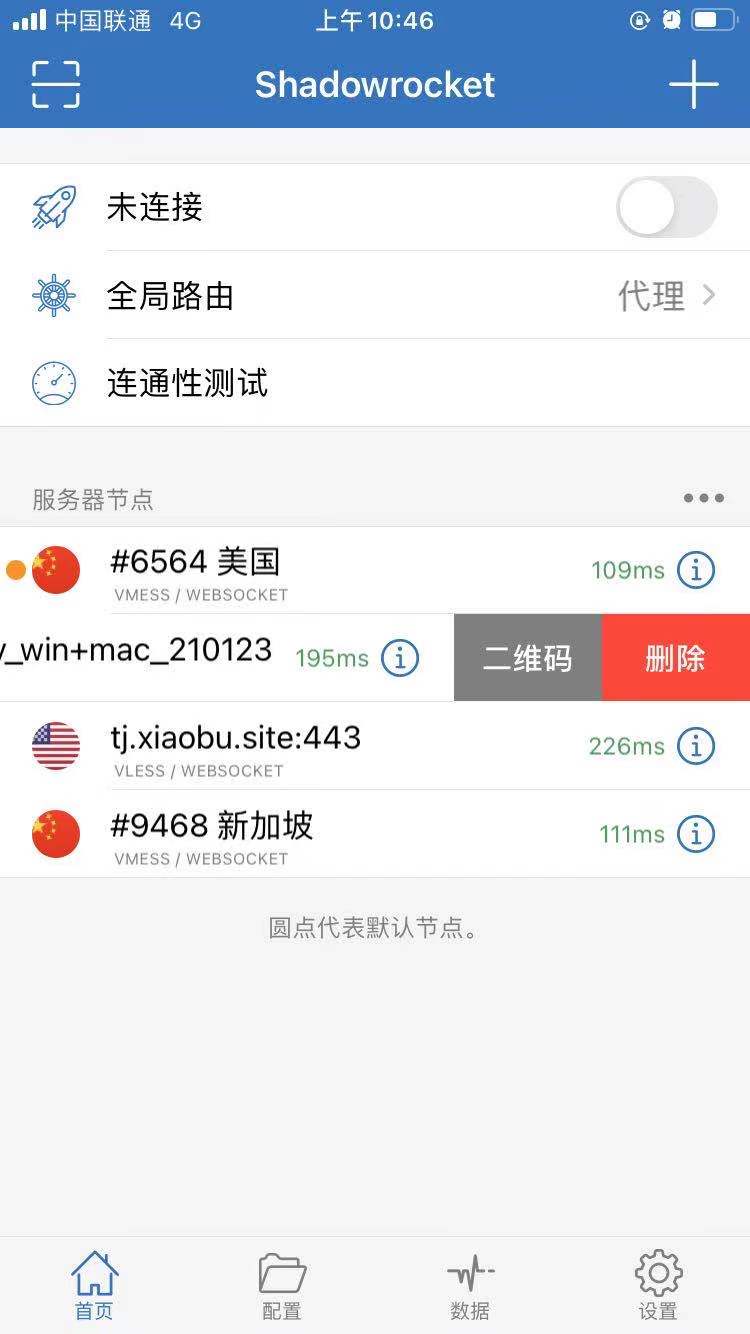 中国联通 4G 上午10:46
Shadowrocket
未连接
全局路由 代理
连通性测试
服务器节点
#6564 美国 109ms
VMESS / WEBSOCKET
_win+mac_210123 195ms 二维码 删除
tj.xiaobu.site:443 226ms
VLESS / WEBSOCKET
#9468 新加坡 111ms
VMESS / WEBSOCKET
圆点代表默认节点。
首页 配置 数据 设置